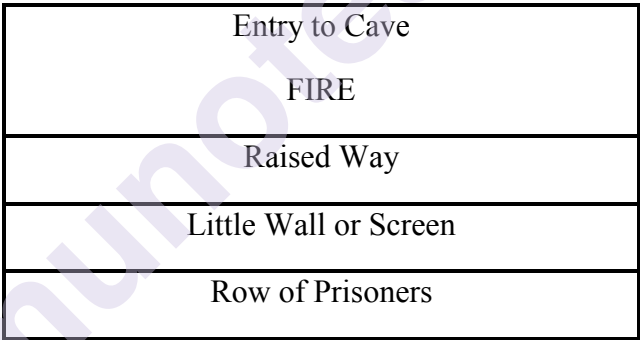 Entry to Cave
FIRE
Raised Way
Little Wall or Screen
Row of Prisoners